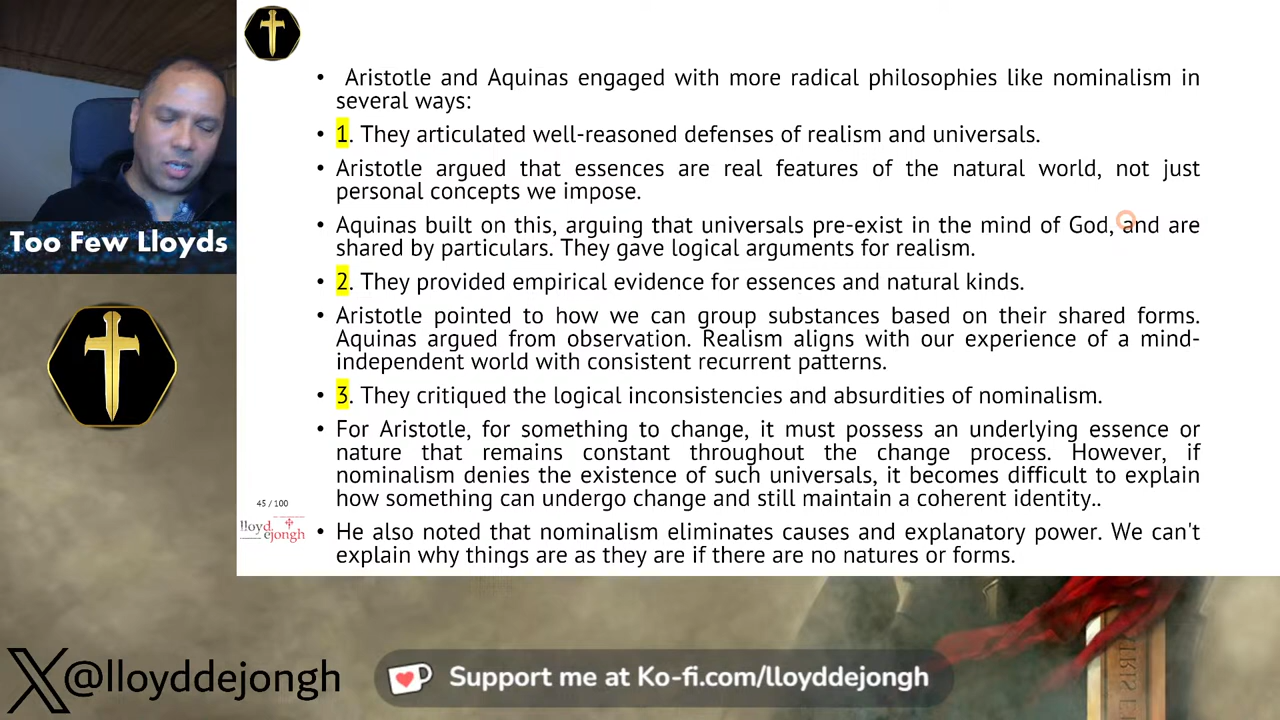 Aristotle and Aquinas engaged with more radical philosophies like nominalism in
several ways:
1. They articulated well-reasoned defenses of realism and universals.
Aristotle argued that essences are real features of the natural world, not just
personal concepts we impose.
Aquinas built on this, arguing that universals pre-exist in the mind of God, and are
shared by particulars. They gave logical arguments for realism.
2. They provided empirical evidence for essences and natural kinds.
Aristotle pointed to how we can group substances based on their shared forms.
Aquinas argued from observation. Realism aligns with our experience of a mind-
independent world with consistent recurrent patterns.
3. They critiqued the logical inconsistencies and absurdities of nominalism.
For Aristotle, for something to change, it must possess an underlying essence or
nature that remains constant throughout the change process. However, if
nominalism denies the existence of such universals, it becomes difficult to explain
how something can undergo change and still maintain a coherent identity..
He also noted that nominalism eliminates causes and explanatory power. We can't
explain why things are as they are if there are no natures or forms.
45 / 100
lloyd
dejongh
Too Few Lloyds
X@lloyddejongh
Support me at Ko-fi.com/lloyddejongh